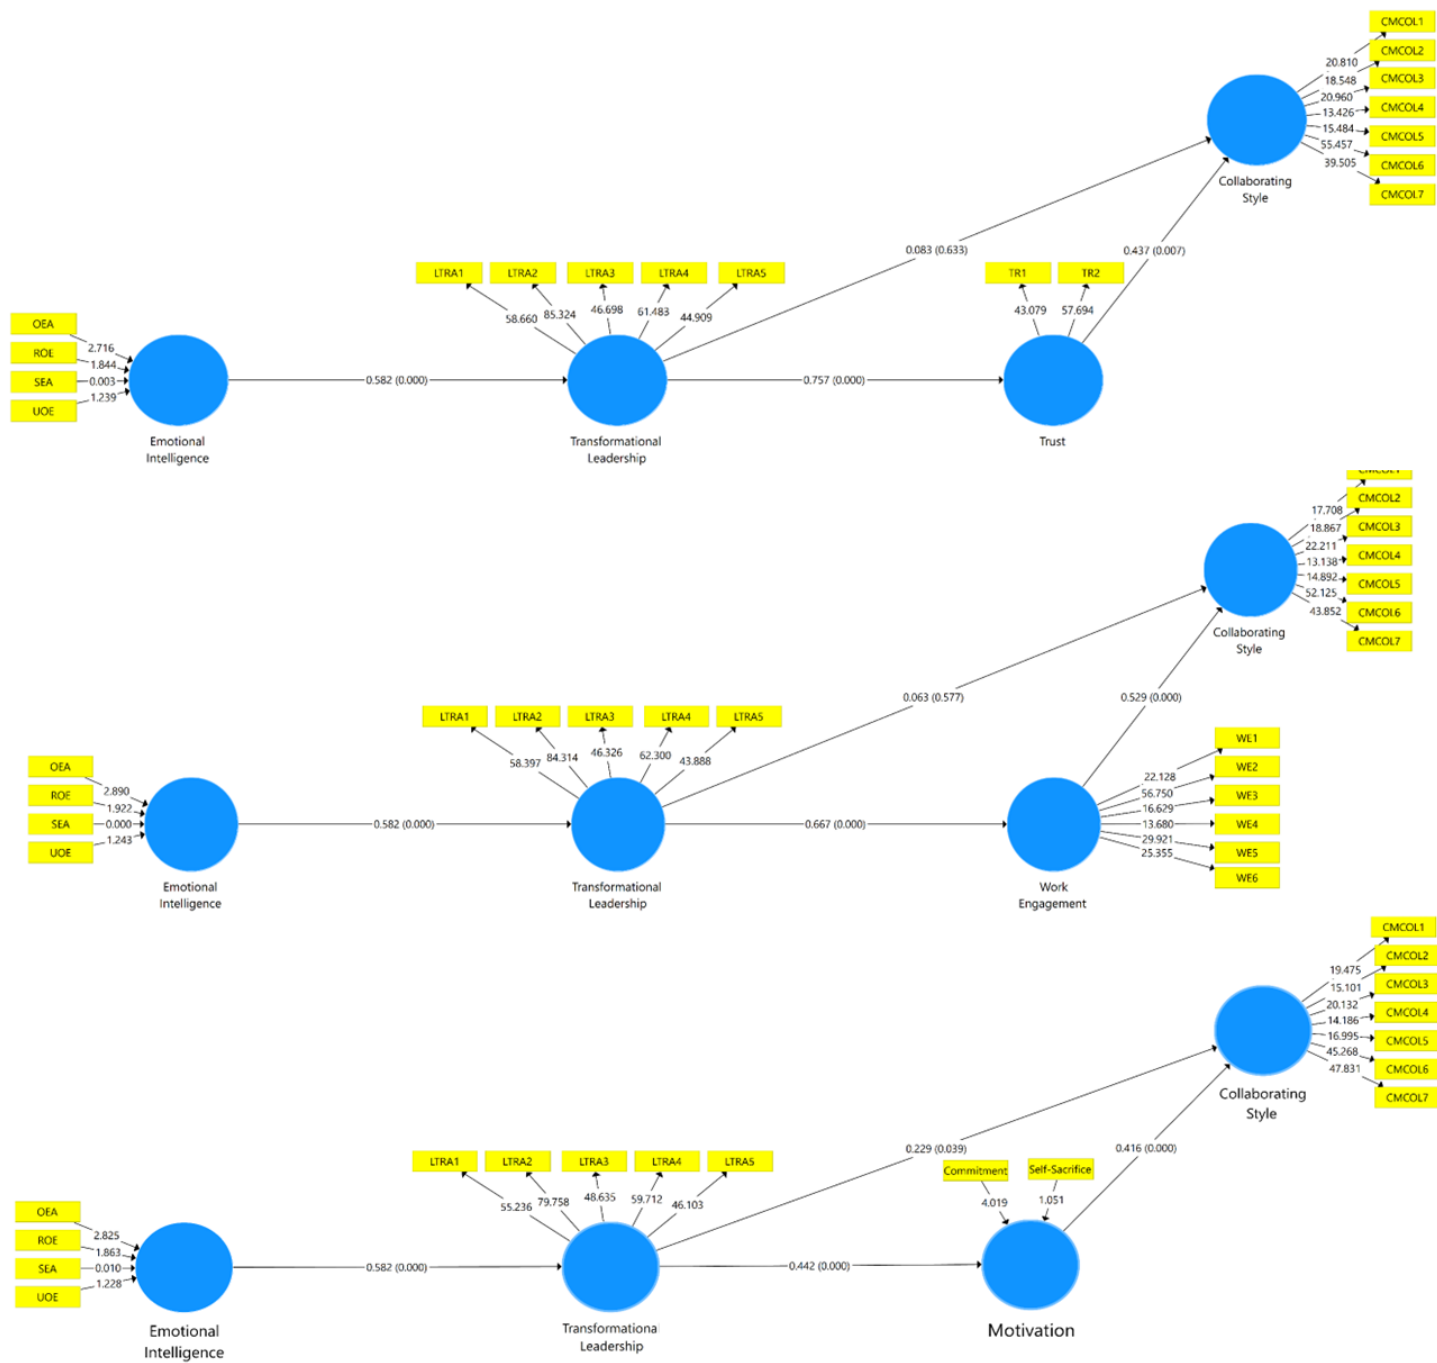 CMCOL1
20.810
CMCOL2
18.548
CMCOL3
20.960
CMCOL4
13.426
CMCOL5
15.484
CMCOL6
55.457
CMCOL7
39.505
Collaborating
Style
0.083 (0.633)
0.437 (0.007)
LTRA1
LTRA2
LTRA3
LTRA4
LTRA5
TR1
TR2
58.660
85.324
46.698
61.483
44.909
43.079
57.694
OEA
2.716
ROE
1.844
SEA
0.003
UOE
1.239
0.582 (0.000)
0.757 (0.000)
Emotional
Intelligence
Transformational
Leadership
Trust
CMCOL1
17.708
CMCOL2
18.867
CMCOL3
22.211
CMCOL4
13.138
CMCOL5
14.892
CMCOL6
52.125
CMCOL7
43.852
Collaborating
Style
0.063 (0.577)
0.529 (0.000)
LTRA1
LTRA2
LTRA3
LTRA4
LTRA5
58.397
84.314
46.326
62.300
43.888
WE1
22.128
WE2
56.750
WE3
16.629
WE4
13.680
WE5
29.921
WE6
25.355
OEA
2.890
ROE
1.922
SEA
0.000
UOE
1.243
0.582 (0.000)
0.667 (0.000)
Emotional
Intelligence
Transformational
Leadership
Work
Engagement
CMCOL1
19.475
CMCOL2
15.101
CMCOL3
20.132
CMCOL4
14.186
CMCOL5
16.995
CMCOL6
45.268
CMCOL7
47.831
Collaborating
Style
0.229 (0.039)
0.416 (0.000)
LTRA1
LTRA2
LTRA3
LTRA4
LTRA5
55.236
79.758
48.635
59.712
46.103
Commitment
Self-Sacrifice
4.019
1.051
OEA
2.825
ROE
1.863
SEA
0.010
UOE
1.228
0.582 (0.000)
0.442 (0.000)
Emotional
Intelligence
Transformational
Leadership
Motivation